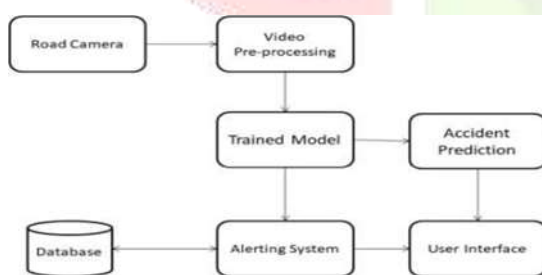 Road Camera
Video
Pre-processing
Trained Model
Accident
Prediction
Database
Alerting System
User Interface